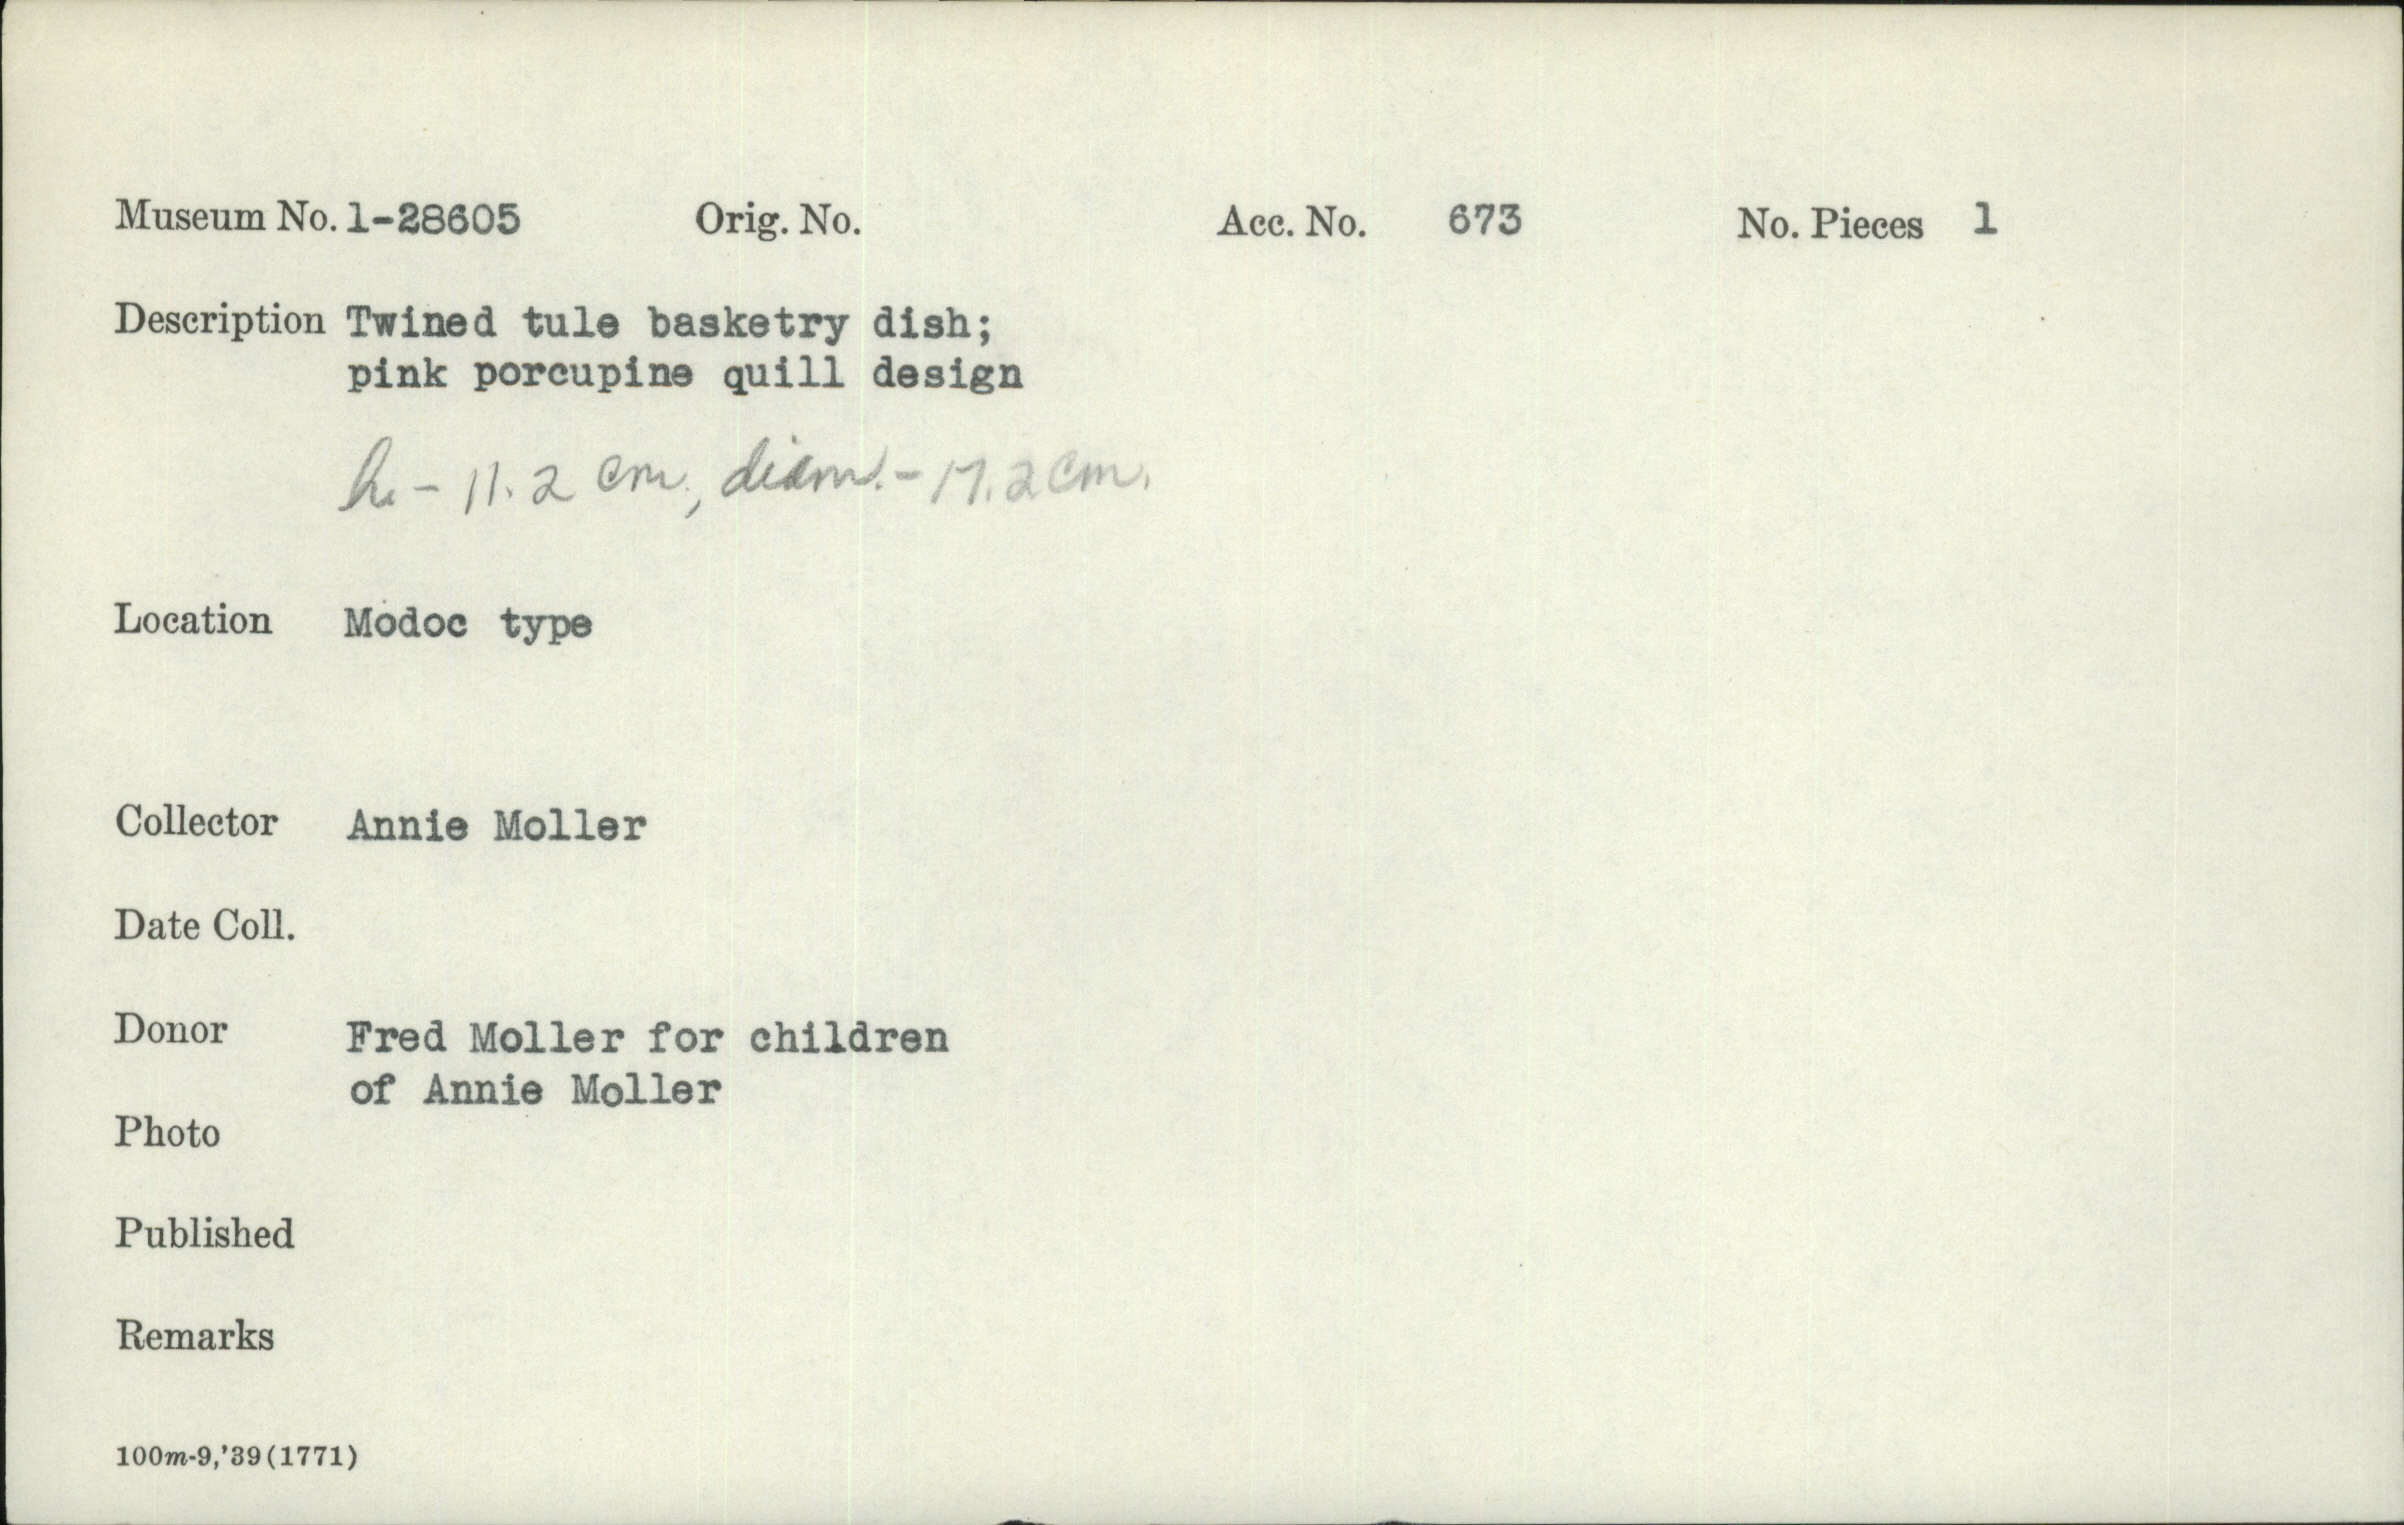 Museum No. 1-28605 Orig. No. Acc. No. 673 No. Pieces 1
Description Twined tule basketry dish;
pink porcupine quill design
h. - 11.2 cm., diam. - 17.2 cm.
Location Modoc type
Collector Annie Moller
Date Coll.
Donor Fred Moller for children
of Annie Moller
Photo
Published
Remarks
100m-9,'39(1771)